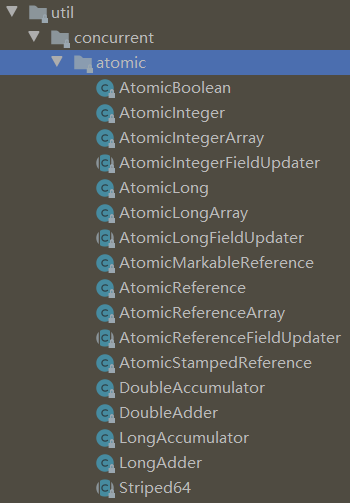 util
concurrent
atomic
AtomicBoolean
AtomicInteger
AtomicIntegerArray
AtomicIntegerFieldUpdater
AtomicLong
AtomicLongArray
AtomicLongFieldUpdater
AtomicMarkableReference
AtomicReference
AtomicReferenceArray
AtomicReferenceFieldUpdater
AtomicStampedReference
DoubleAccumulator
DoubleAdder
LongAccumulator
LongAdder
Striped64